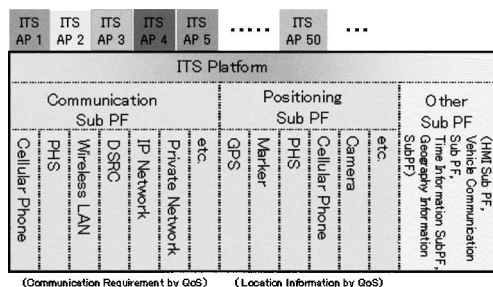 ITS AP 1
ITS AP 2
ITS AP 3
ITS AP 4
ITS AP 5
......
ITS AP 50
...
ITS Platform
Communication Sub PF
Positioning Sub PF
Other Sub PF
Cellular Phone
PHS
Wireless LAN
DSRC
IP Network
Private Network
etc.
GPS
Marker
PHS
Cellular Phone
Camera
etc.
(HMI Sub PF,
Vehicle Communication
Sub PF,
Time Information SubPF,
Geography Information
SubPF)
(Communication Requirement by QoS)
(Location Information by QoS)